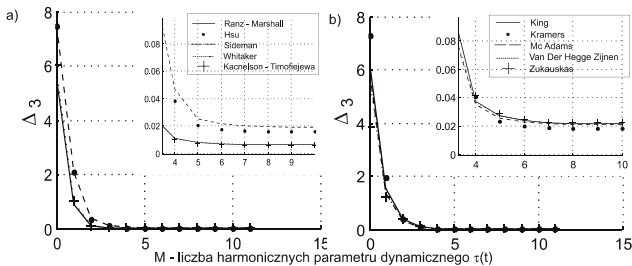 a)
Δ3
8
6
4
2
0
0
5
10
15
Ranz - Marshall
Hsu
Sideman
Whitaker
Kacnelson - Timofiejewa
0.08
0.06
0.04
0.02
0
4
5
6
7
8
9
b)
Δ3
8
6
4
2
0
0
5
10
15
King
Kramers
Mc Adams
Van Der Hegge Zijnen
Zukauskas
0.08
0.06
0.04
0.02
0.00
4
6
8
10
M - liczba harmonicznych parametru dynamicznego τ(t)